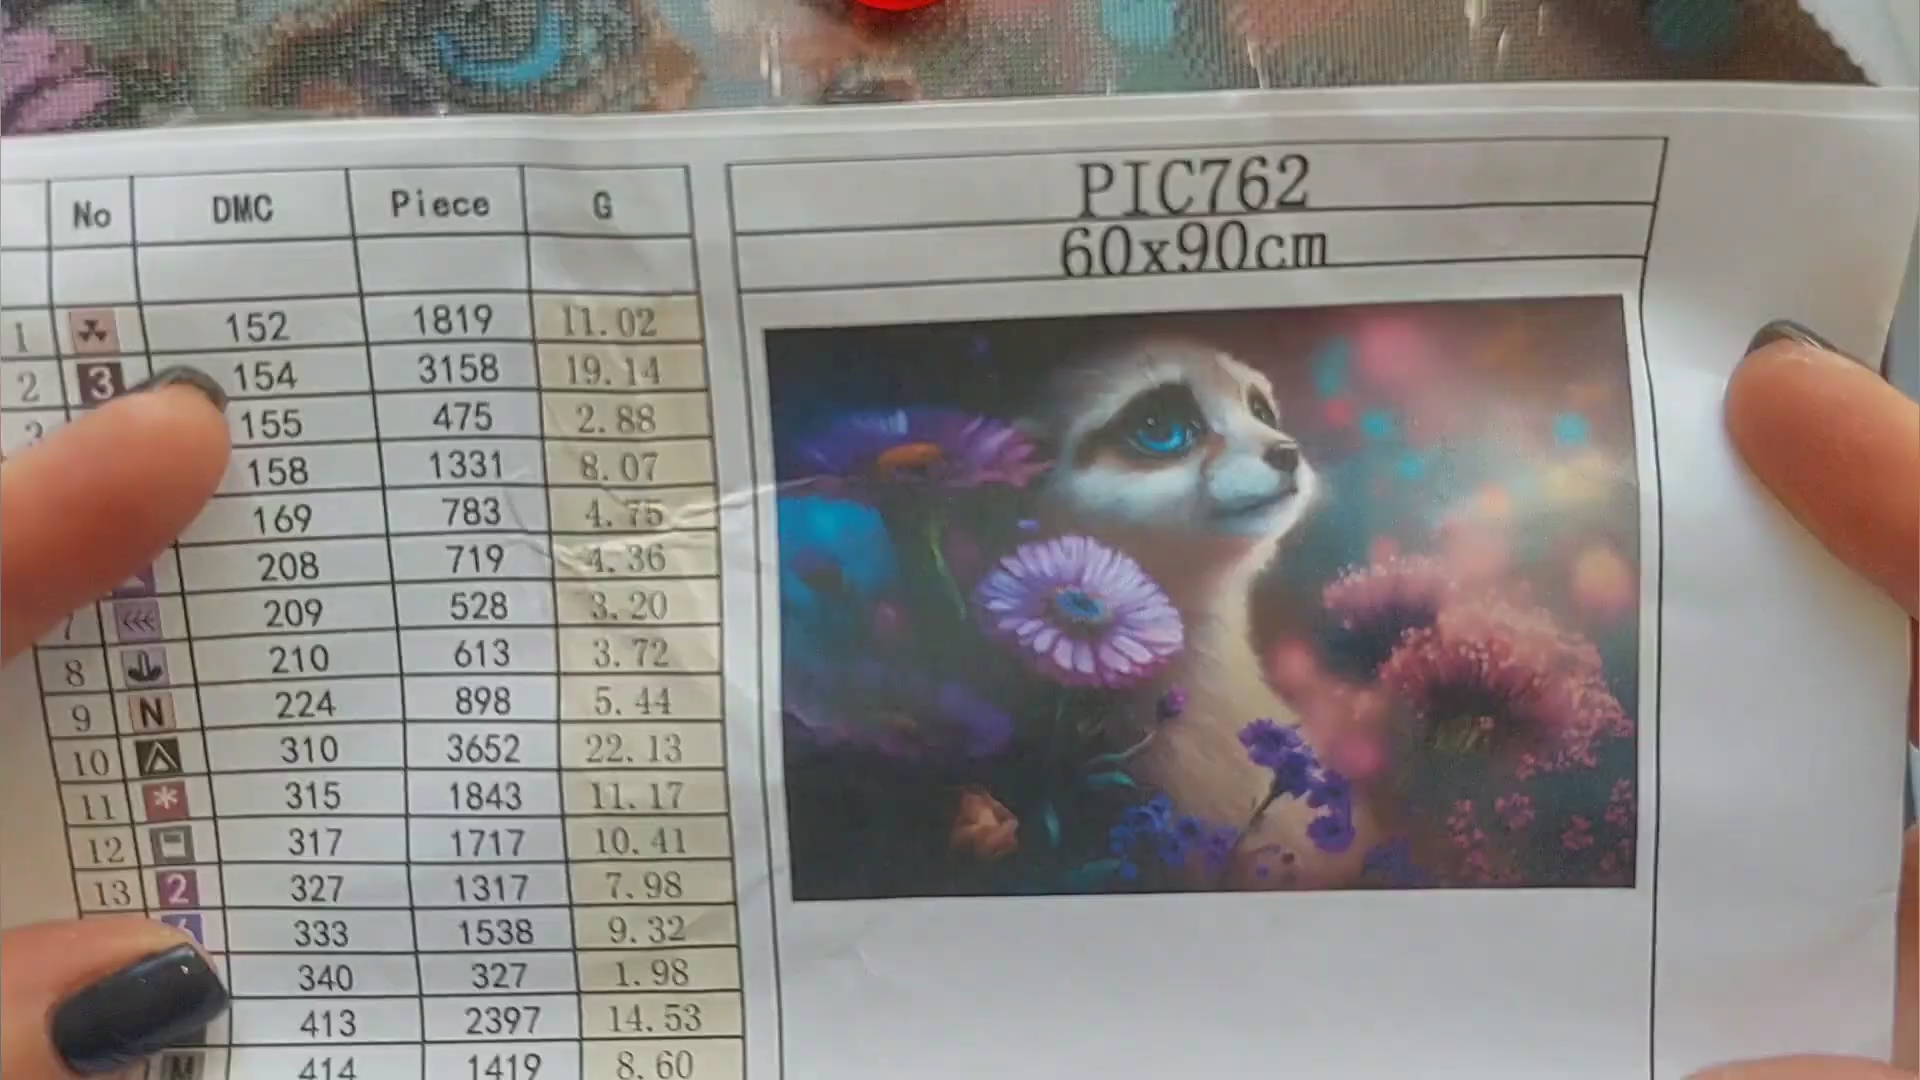 No DMC Piece G
PIC762
60x90cm
1 152 1819 11.02
2 3 154 3158 19.14
3 155 475 2.88
158 1331 8.07
169 783 4.75
208 719 4.36
7 209 528 3.20
8 210 613 3.72
9 N 224 898 5.44
10 310 3652 22.13
11 * 315 1843 11.17
12 317 1717 10.41
13 2 327 1317 7.98
333 1538 9.32
340 327 1.98
413 2397 14.53
M 414 1419 8.60